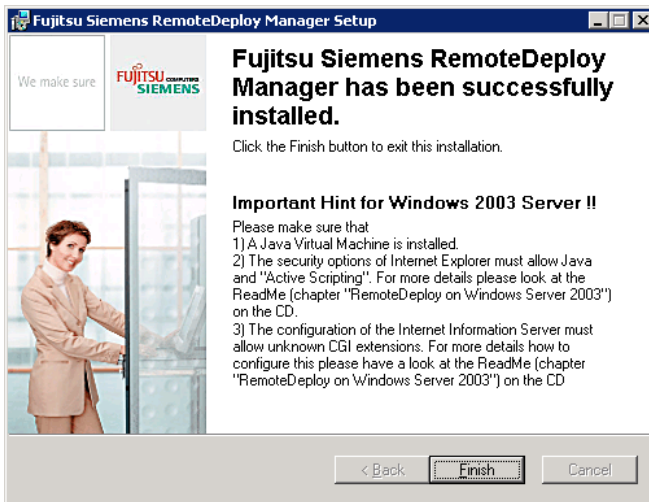 Fujitsu Siemens RemoteDeploy Manager Setup
We make sure
FUJITSU COMPUTERS
SIEMENS
Fujitsu Siemens RemoteDeploy
Manager has been successfully
installed.
Click the Finish button to exit this installation.
Important Hint for Windows 2003 Server !!
Please make sure that
1) A Java Virtual Machine is installed.
2) The security options of Internet Explorer must allow Java
and "Active Scripting". For more details please look at the
ReadMe (chapter "RemoteDeploy on Windows Server 2003")
on the CD.
3) The configuration of the Internet Information Server must
allow unknown CGI extensions. For more details how to
configure this please have a look at the ReadMe (chapter
"RemoteDeploy on Windows Server 2003") on the CD
< Back
Finish
Cancel